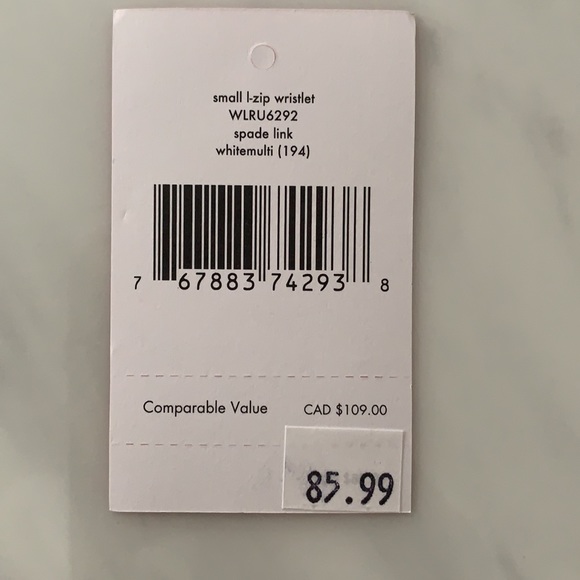 small l-zip wristlet
WLRU6292
spade link
whitemulti (194)
7 67883 74293 8
Comparable Value CAD $109.00
85.99